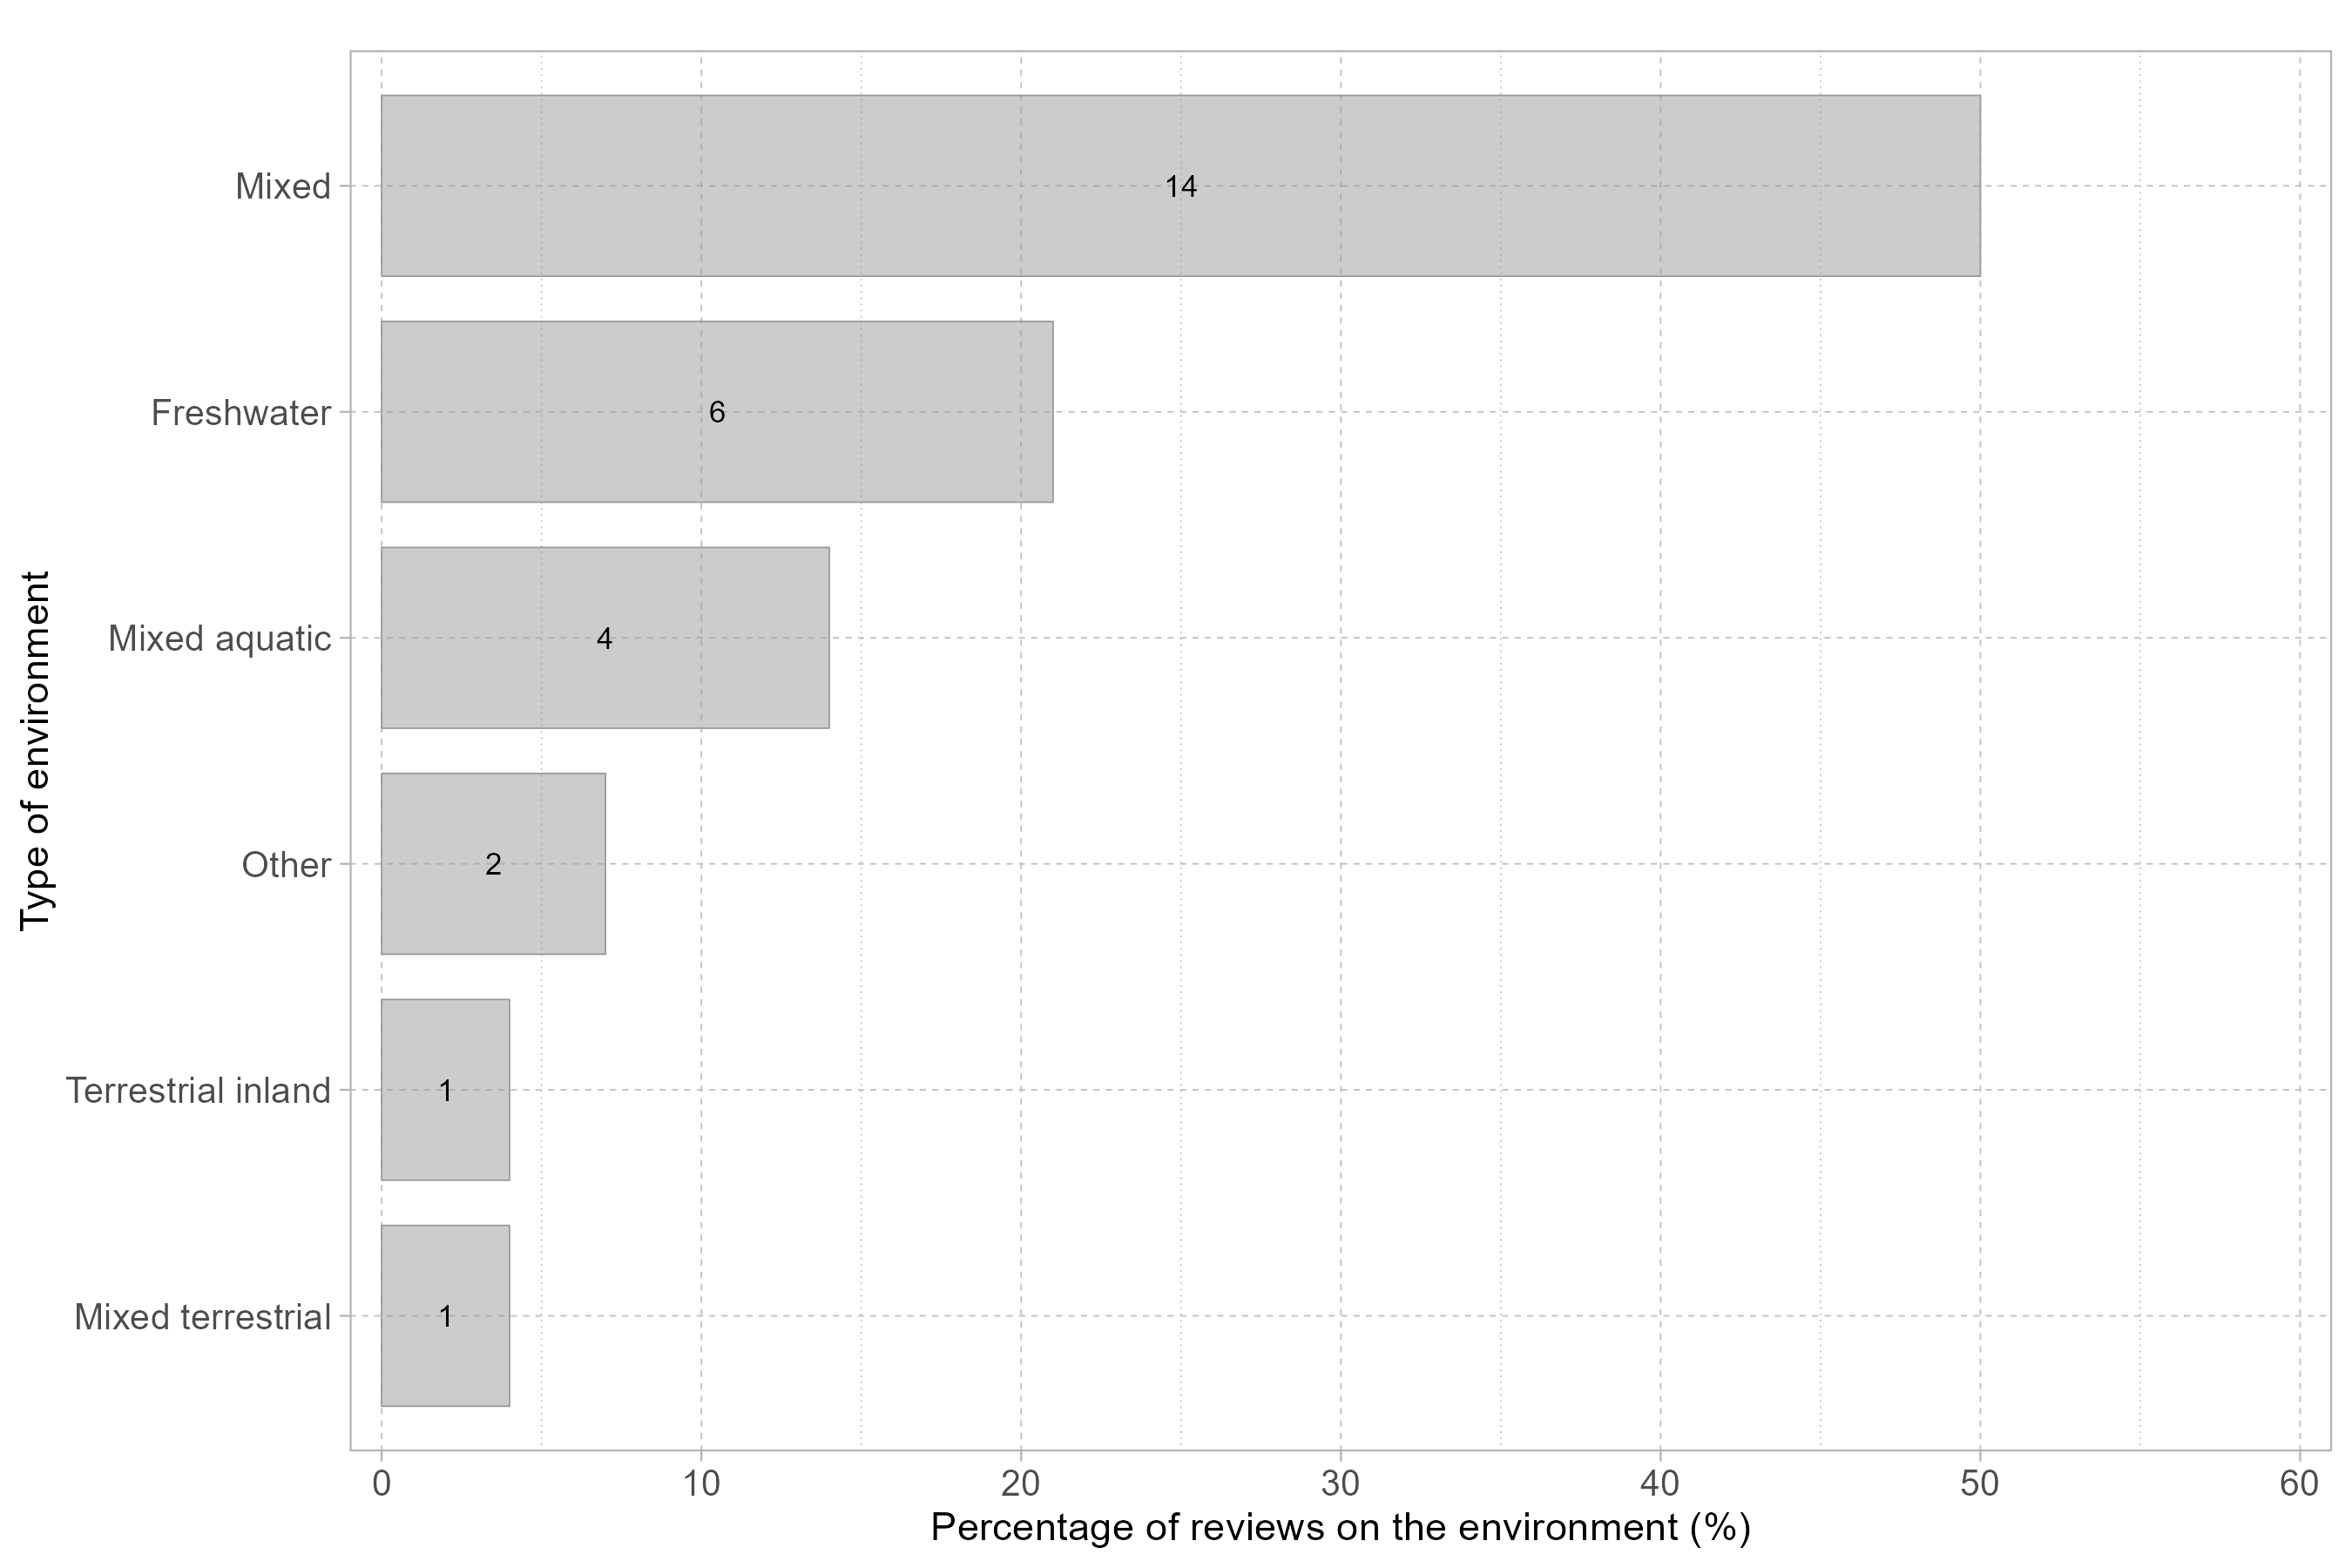 Type of environment
Mixed
14
Freshwater
6
Mixed aquatic
4
Other
2
Terrestrial inland
1
Mixed terrestrial
1
0 10 20 30 40 50 60
Percentage of reviews on the environment (%)